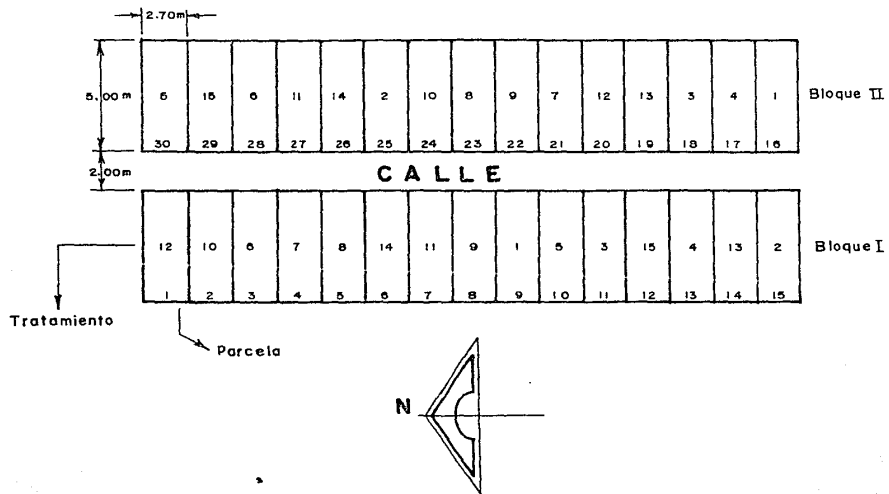 2.70m
5.00m
5 15 6 11 14 2 10 8 9 7 12 13 3 4 1
Bloque II
30 29 28 27 26 25 24 23 22 21 20 19 18 17 16
2.00m
CALLE
12 10 6 7 8 14 11 9 1 5 3 15 4 13 2
Bloque I
1 2 3 4 5 6 7 8 9 10 11 12 13 14 15
Tratamiento
Parcela
N